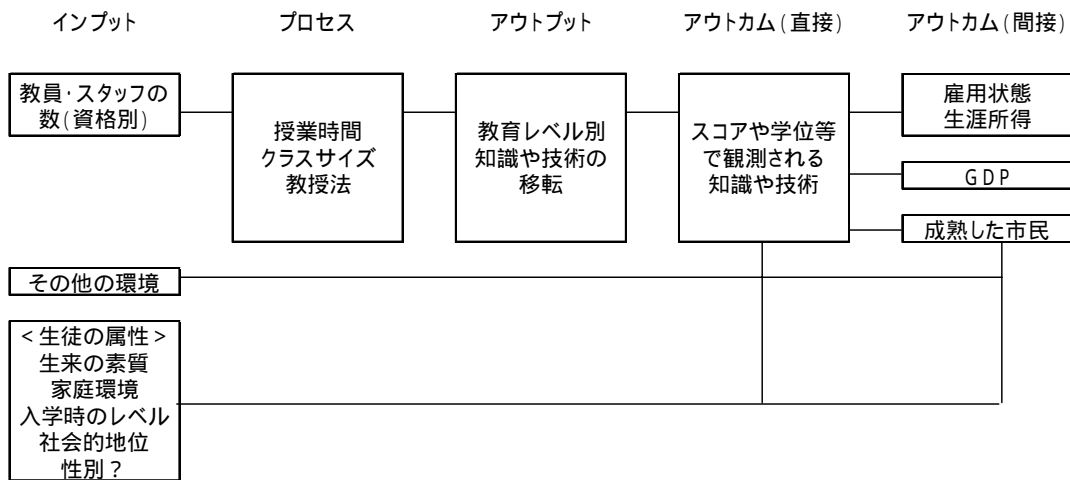 インプット プロセス アウトプット アウトカム(直接) アウトカム(間接)
教員・スタッフの
数(資格別)
授業時間
クラスサイズ
教授法
教育レベル別
知識や技術の
移転
スコアや学位等
で観測される
知識や技術
雇用状態
生涯所得
GDP
成熟した市民
その他の環境
<生徒の属性>
生来の素質
家庭環境
入学時のレベル
社会的地位
性別?